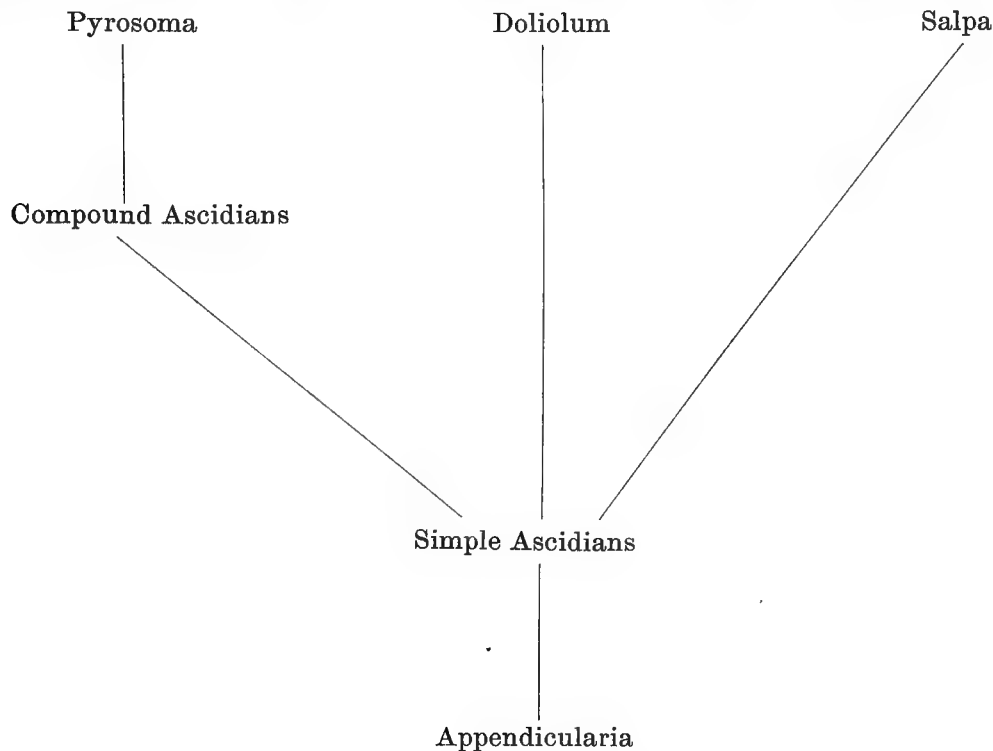 Pyrosoma Doliolum Salpa
Compound Ascidians
Simple Ascidians
Appendicularia